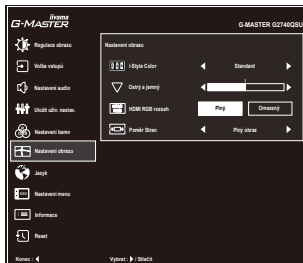 iiyama
G-MASTER
G-MASTER G2740QSU
Regulace obrazu
Volba vstupů
Nastavení audio
Uložit uživ. nastav.
Nastavení barev
Nastavení obrazu
Jazyk
Nastavení menu
Informace
Reset
Nastavení obrazu
i-Style Color
Standard
Ostrý a jemný
3
HDMI RGB rozsah
Plný
Omezený
Poměr Stran
Plný obraz
Konec :
Vybrat : / Stlačit